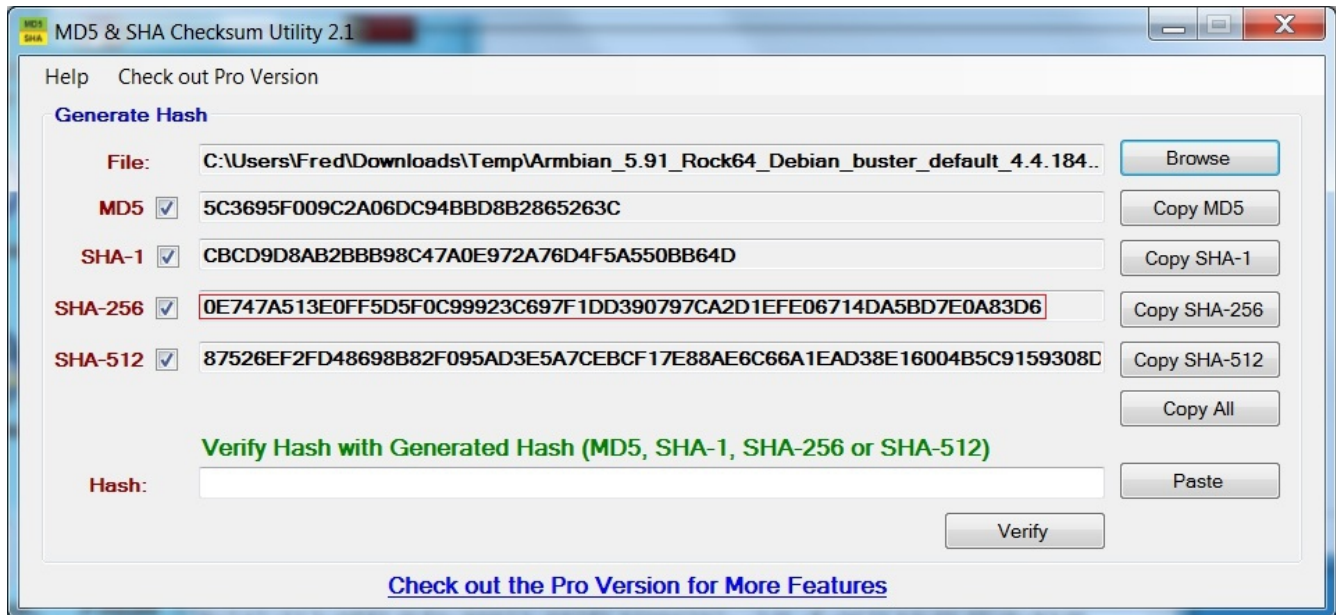 MD5 SHA MD5 & SHA Checksum Utility 2.1
Help Check out Pro Version
Generate Hash
File: C:\Users\Fred\Downloads\Temp\Armbian_5.91_Rock64_Debian_buster_default_4.4.184.. Browse
MD5 5C3695F009C2A06DC94BBD8B2865263C Copy MD5
SHA-1 CBCD9D8AB2BBB98C47A0E972A76D4F5A550BB64D Copy SHA-1
SHA-256 0E747A513E0FF5D5F0C99923C697F1DD390797CA2D1EFE06714DA5BD7E0A83D6 Copy SHA-256
SHA-512 87526EF2FD48698B82F095AD3E5A7CEBCF17E88AE6C66A1EAD38E16004B5C9159308D Copy SHA-512
Copy All
Verify Hash with Generated Hash (MD5, SHA-1, SHA-256 or SHA-512)
Hash: Paste
Verify
Check out the Pro Version for More Features